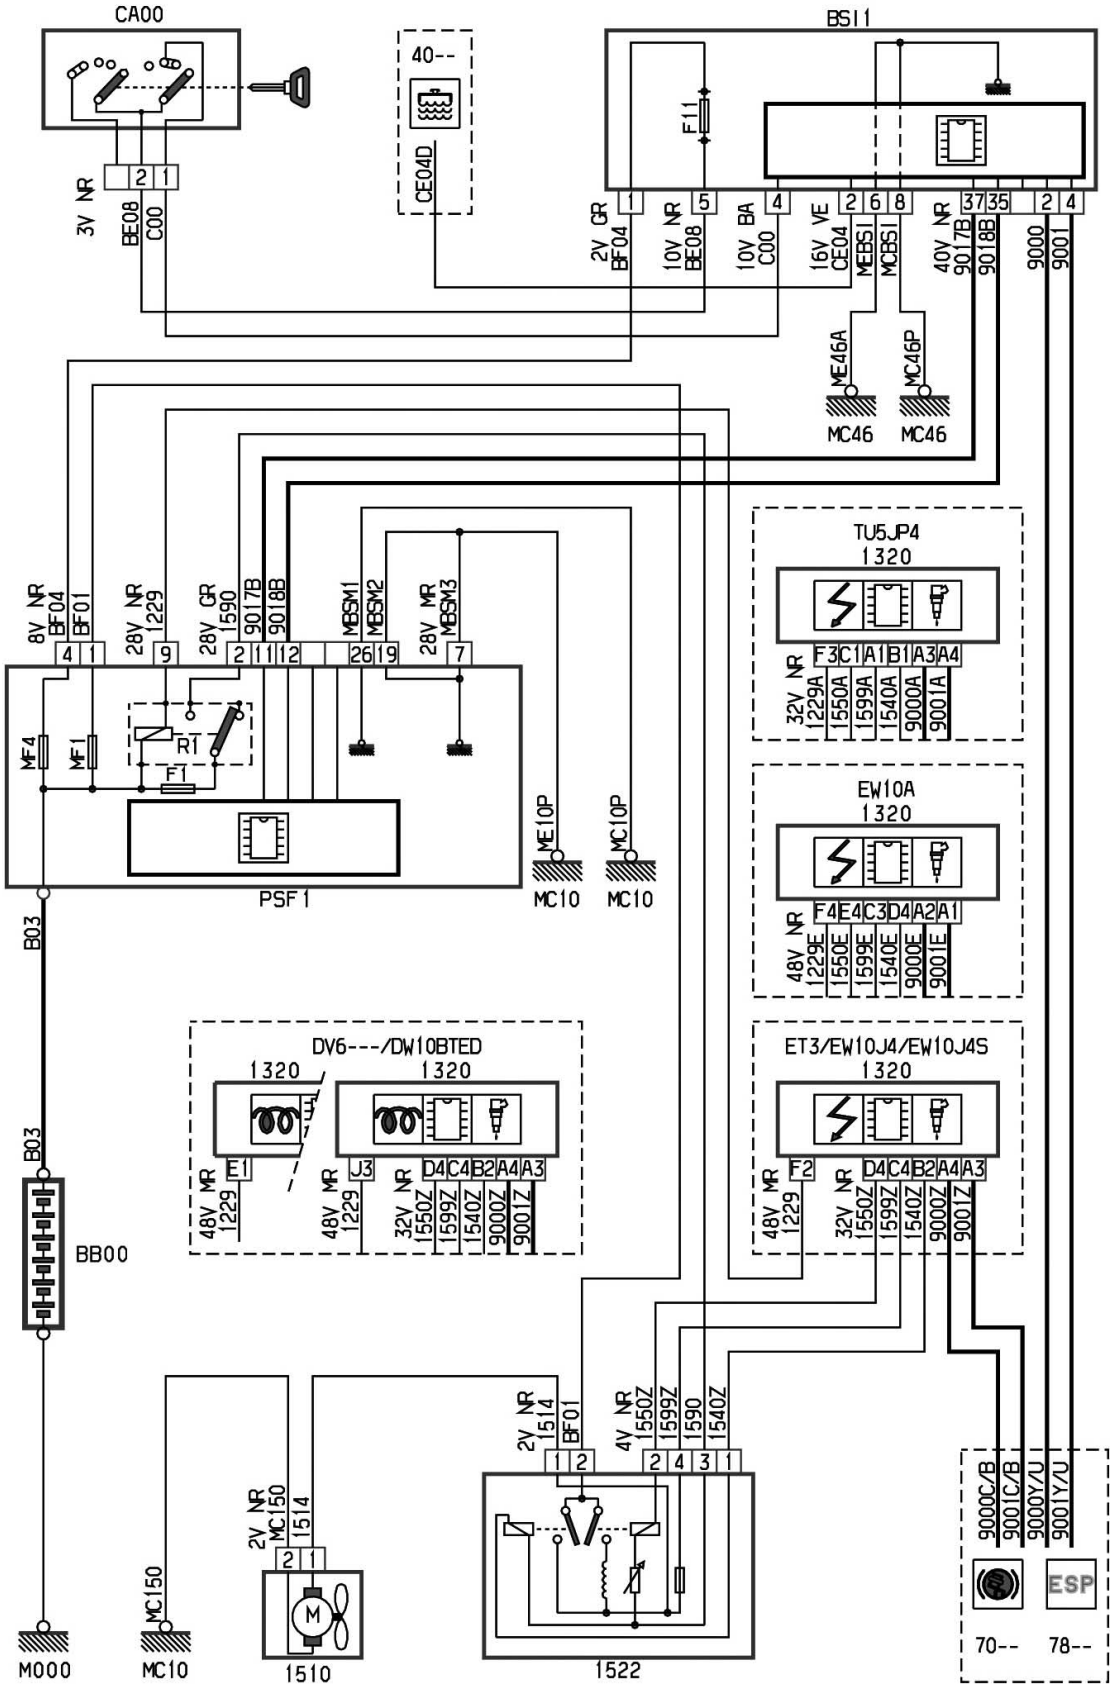 CA00
BSI1
40--
CE04D
F11
2 1
3V NR
BE08
C00
1 5 4 2 6 8 37 35 2 4
2V GR
BF04
10V NR
BE08
10V BA
C00
16V VE
CE04
MEBSI
MCBSI
40V NR
9017B
9018B
9000
9001
ME46A
MC46P
MC46
MC46
8V NR
BF04
BF01
28V NR
1229
28V GR
1590
9017B
9018B
MBSM1
MBSM2
28V MR
MBSM3
4 1 9 2 11 12 26 19 7
MF4
MF1
R1
F1
PSF1
ME10P
MC10P
MC10
MC10
TU5JP4
1320
F3 C1 A1 B1 A3 A4
32V NR
1229A
1550A
1599A
1540A
9000A
9001A
EW10A
1320
F4 E4 C3 D4 A2 A1
48V NR
1229E
1550E
1599E
1540E
9000E
9001E
B03
B03
BB00
M000
DV6---/DW10BTED
1320
1320
E1 J3 D4 C4 B2 A4 A3
48V MR
1229
48V MR
1229
32V NR
1550Z
1599Z
1540Z
9000Z
9001Z
ET3/EW10J4/EW10J4S
1320
F2 D4 C4 B2 A4 A3
48V MR
1229
32V NR
1550Z
1599Z
1540Z
9000Z
9001Z
2V NR
1514
BF01
4V NR
1550Z
1599Z
1590
1540Z
1 2 2 4 3 1
1522
2V NR
MC150
1514
2 1
M
1510
MC150
MC10
9000C/B
9001C/B
9000Y/U
9001Y/U
ESP
70-- 78--